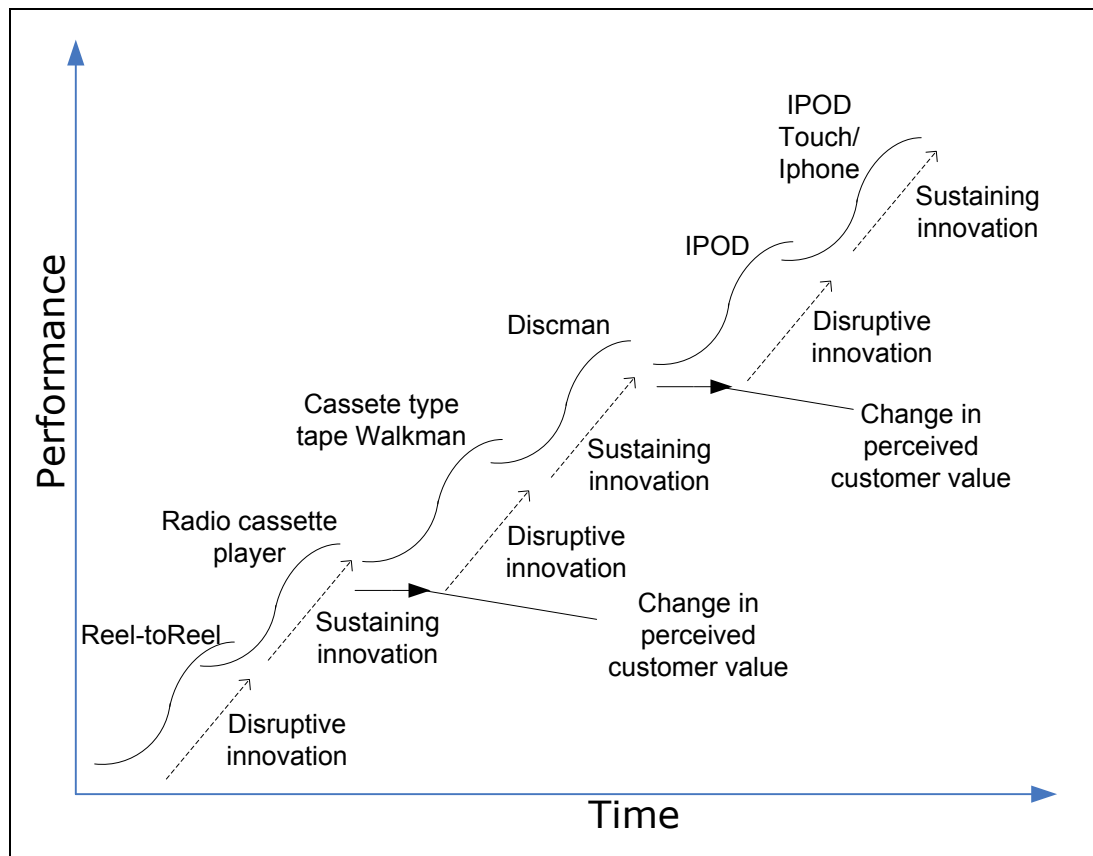 IPOD
Touch/
Iphone
Sustaining
innovation
IPOD
Disruptive
innovation
Discman
Change in
perceived
customer value
Cassete type
tape Walkman
Sustaining
innovation
Radio cassette
player
Disruptive
innovation
Change in
perceived
customer value
Reel-toReel
Sustaining
innovation
Disruptive
innovation
Performance
Time